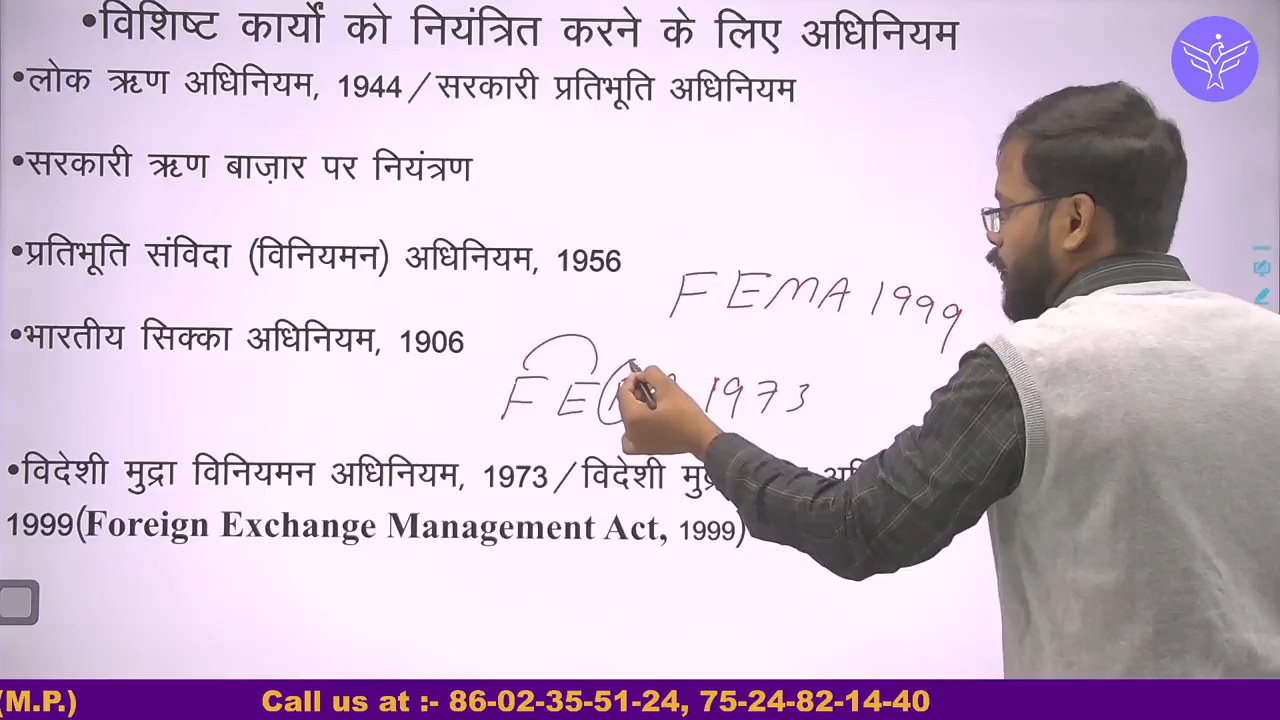 •विशिष्ट कार्यों को नियंत्रित करने के लिए अधिनियम
•लोक ऋण अधिनियम, 1944 / सरकारी प्रतिभूति अधिनियम
•सरकारी ऋण बाज़ार पर नियंत्रण
•प्रतिभूति संविदा (विनियमन) अधिनियम, 1956
FEMA 1999
•भारतीय सिक्का अधिनियम, 1906
FE 1973
•विदेशी मुद्रा विनियमन अधिनियम, 1973 / विदेशी
1999(Foreign Exchange Management Act, 1999)
(M.P.) Call us at :- 86-02-35-51-24, 75-24-82-14-40